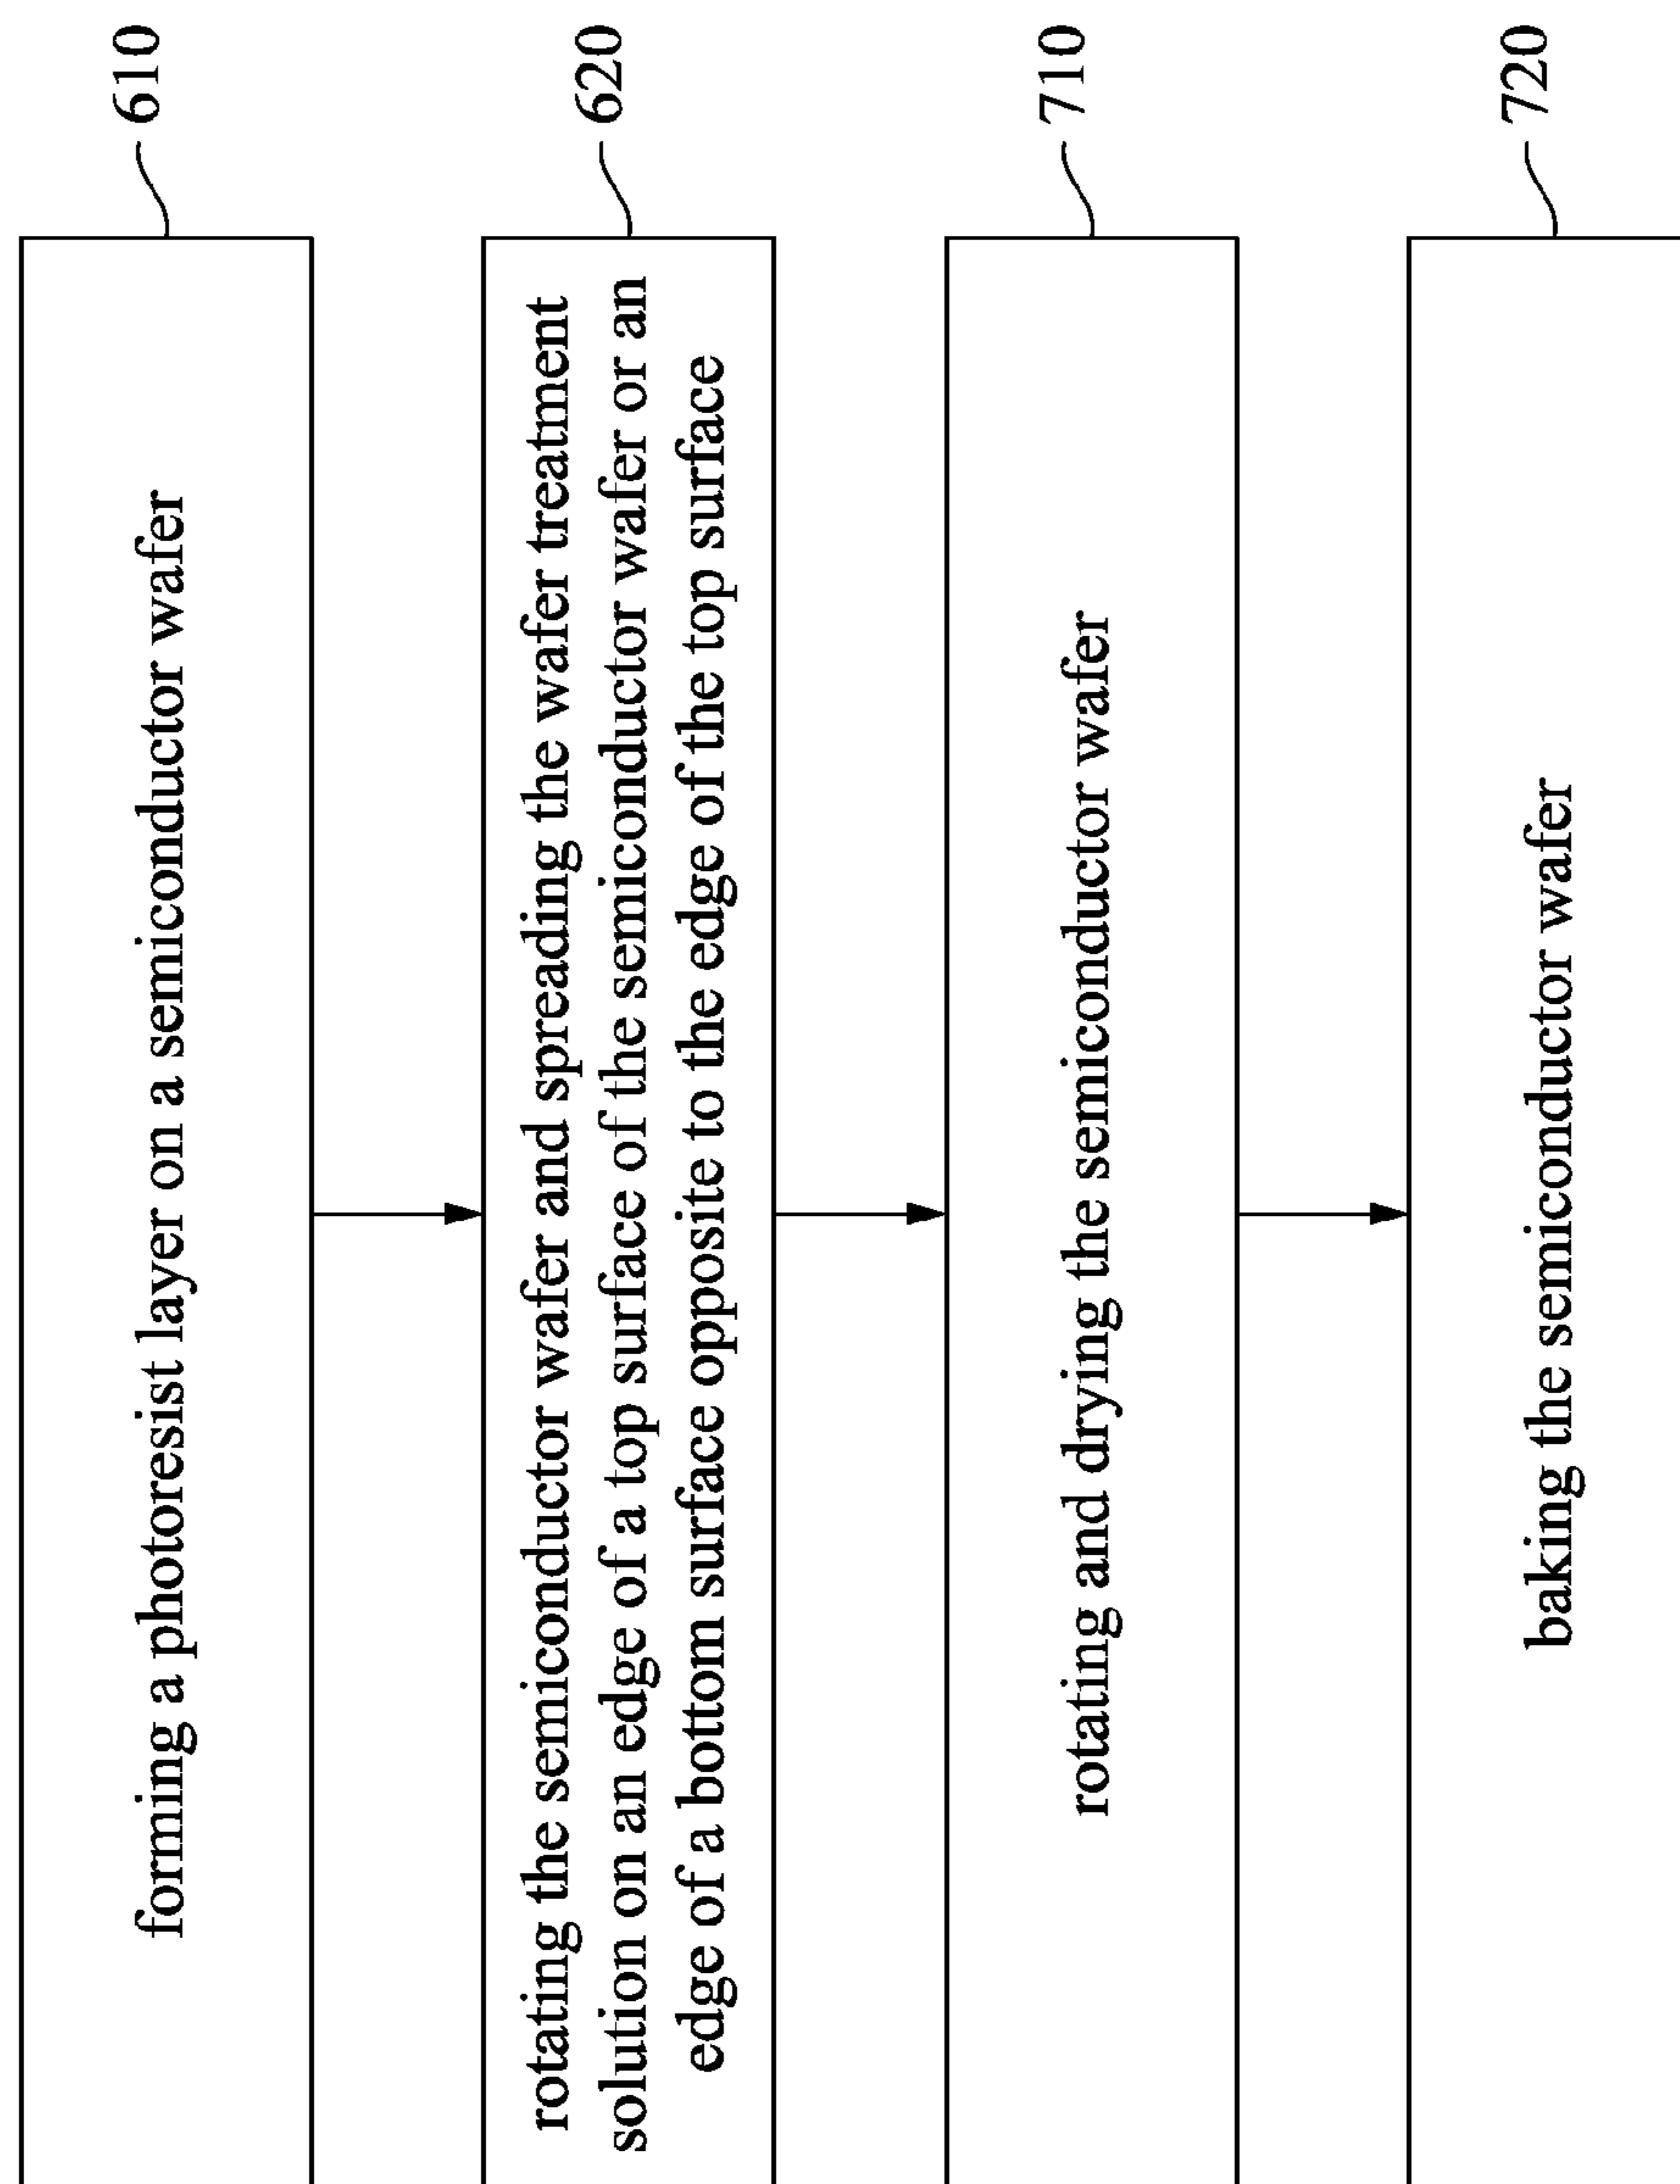 forming a photoresist layer on a semiconductor wafer
610
rotating the semiconductor wafer and spreading the wafer treatment
solution on an edge of a top surface of the semiconductor wafer or an
edge of a bottom surface opposite to the edge of the top surface
620
rotating and drying the semiconductor wafer
710
baking the semiconductor wafer
720